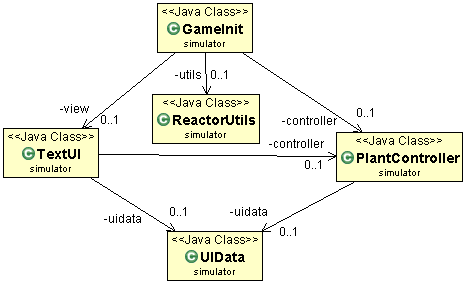 <<Java Class>>
GameInit
simulator
-utils
0..1
-view
0..1
-controller
0..1
<<Java Class>>
ReactorUtils
simulator
<<Java Class>>
TextUI
simulator
-controller
0..1
<<Java Class>>
PlantController
simulator
-uidata
0..1
-uidata
0..1
<<Java Class>>
UIData
simulator